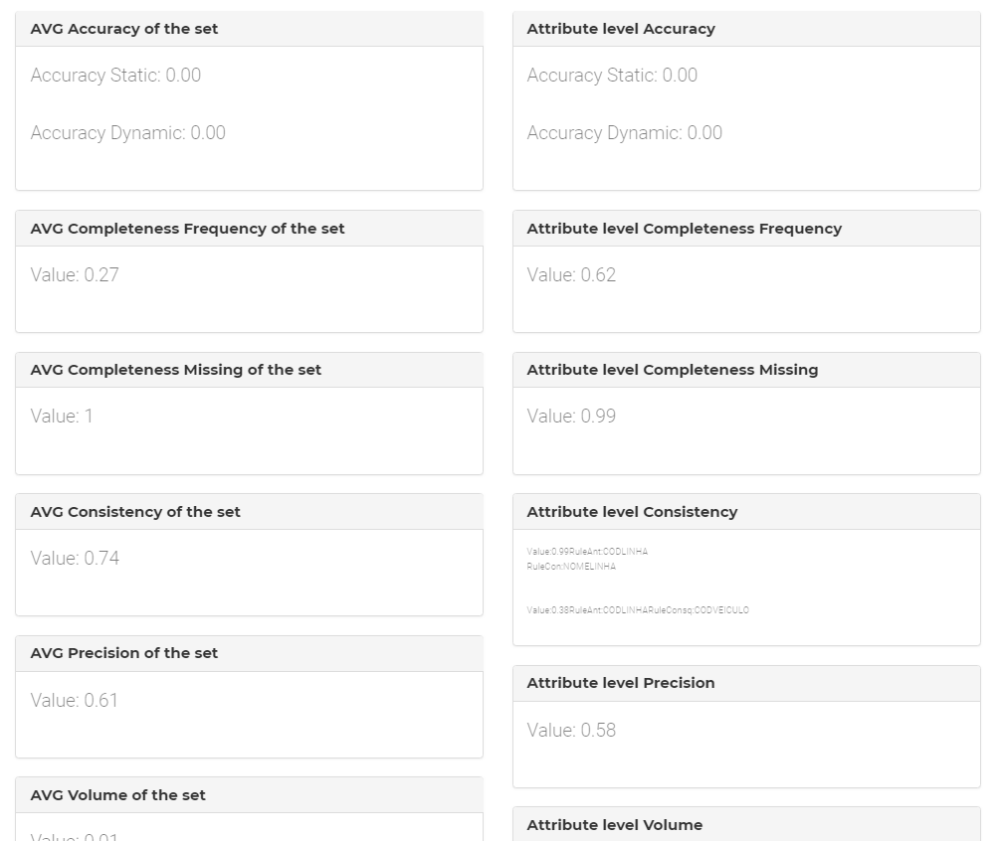 AVG Accuracy of the set
Accuracy Static: 0.00
Accuracy Dynamic: 0.00
Attribute level Accuracy
Accuracy Static: 0.00
Accuracy Dynamic: 0.00
AVG Completeness Frequency of the set
Value: 0.27
Attribute level Completeness Frequency
Value: 0.62
AVG Completeness Missing of the set
Value: 1
Attribute level Completeness Missing
Value: 0.99
AVG Consistency of the set
Value: 0.74
Attribute level Consistency
Value:0.99RuleAnt:CODLINHA
RuleCon:NOMELINHA
Value:0.38RuleAnt:CODLINHARuleConsq:CODVEICULO
AVG Precision of the set
Value: 0.61
Attribute level Precision
Value: 0.58
AVG Volume of the set
Value: 0.01
Attribute level Volume